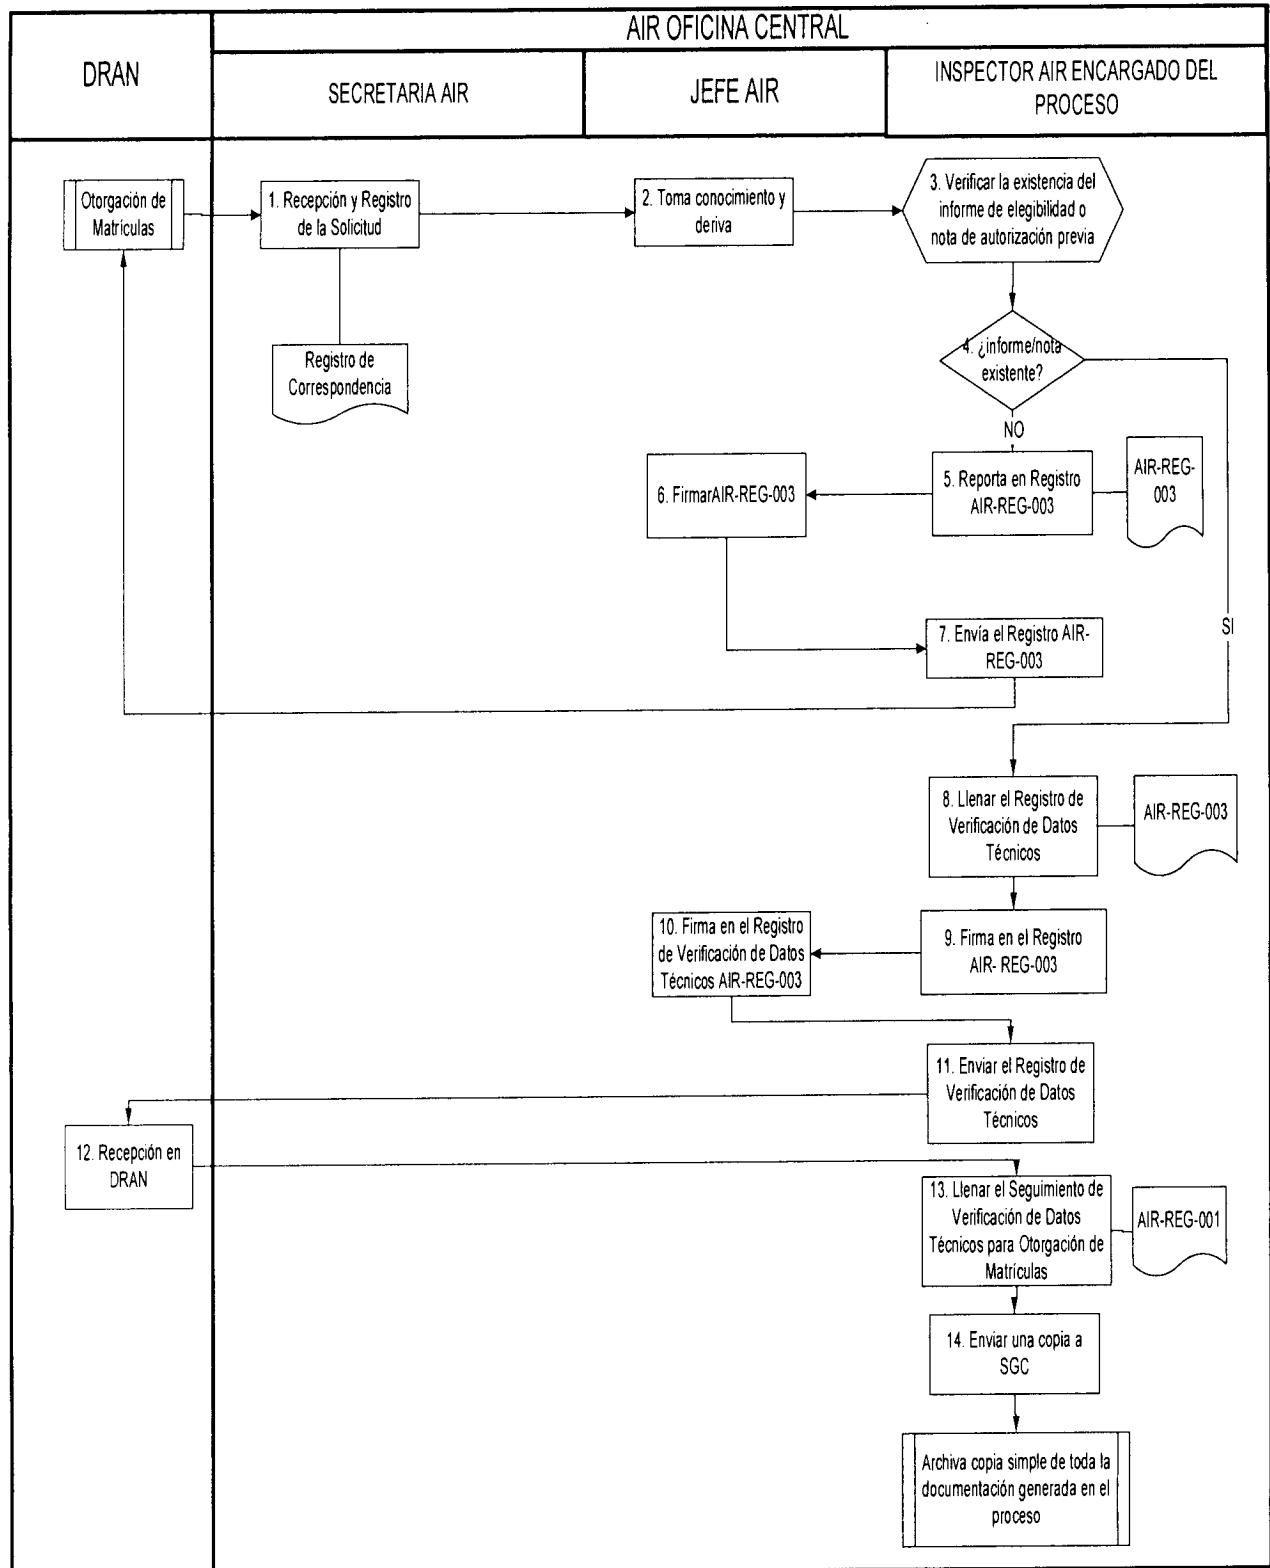 AIR OFICINA CENTRAL
DRAN
SECRETARIA AIR
JEFE AIR
INSPECTOR AIR ENCARGADO DEL
PROCESO
Otorgación de
Matrículas
1. Recepción y Registro
de la Solicitud
2. Toma conocimiento y
deriva
3. Verificar la existencia del
informe de elegibilidad o
nota de autorización previa
Registro de
Correspondencia
4. ¿informe/nota
existente?
NO
5. Reporta en Registro
AIR-REG-003
AIR-REG-
003
6. FirmarAIR-REG-003
7. Envía el Registro AIR-
REG-003
SI
8. Llenar el Registro de
Verificación de Datos
Técnicos
AIR-REG-003
9. Firma en el Registro
AIR- REG-003
10. Firma en el Registro
de Verificación de Datos
Técnicos AIR-REG-003
11. Enviar el Registro de
Verificación de Datos
Técnicos
12. Recepción en
DRAN
13. Llenar el Seguimiento de
Verificación de Datos
Técnicos para Otorgación de
Matrículas
AIR-REG-001
14. Enviar una copia a
SGC
Archiva copia simple de toda la
documentación generada en el
proceso